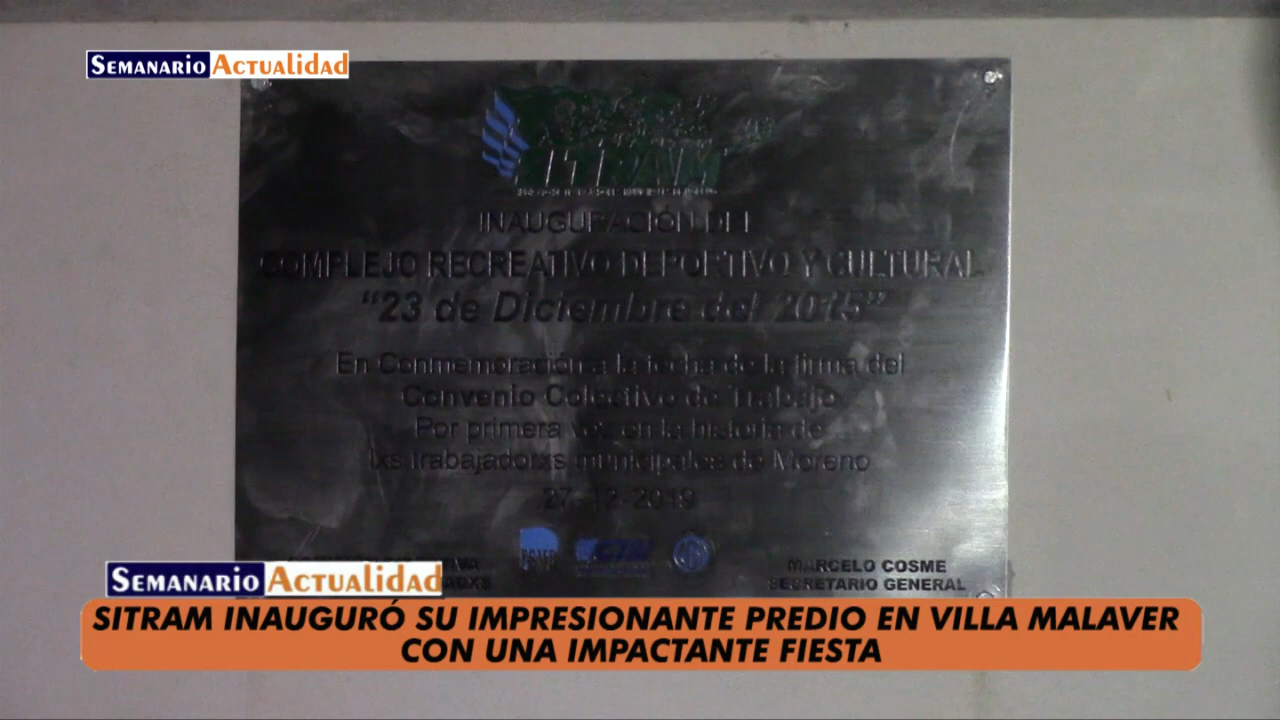 SEMANARIO ACTUALIDAD
INAUGURACIÓN DEL
COMPLEJO RECREATIVO DEPORTIVO Y CULTURAL
“23 de Diciembre del 2015”
En Conmemoración a la fecha de la firma del
Convenio Colectivo de Trabajo
Por primera vez en la historia de
lxs trabajadorxs municipales de Moreno
27-12-2019
MARCELO COSME
SECRETARIO GENERAL
SEMANARIO ACTUALIDAD
SITRAM INAUGURÓ SU IMPRESIONANTE PREDIO EN VILLA MALAVER
CON UNA IMPACTANTE FIESTA